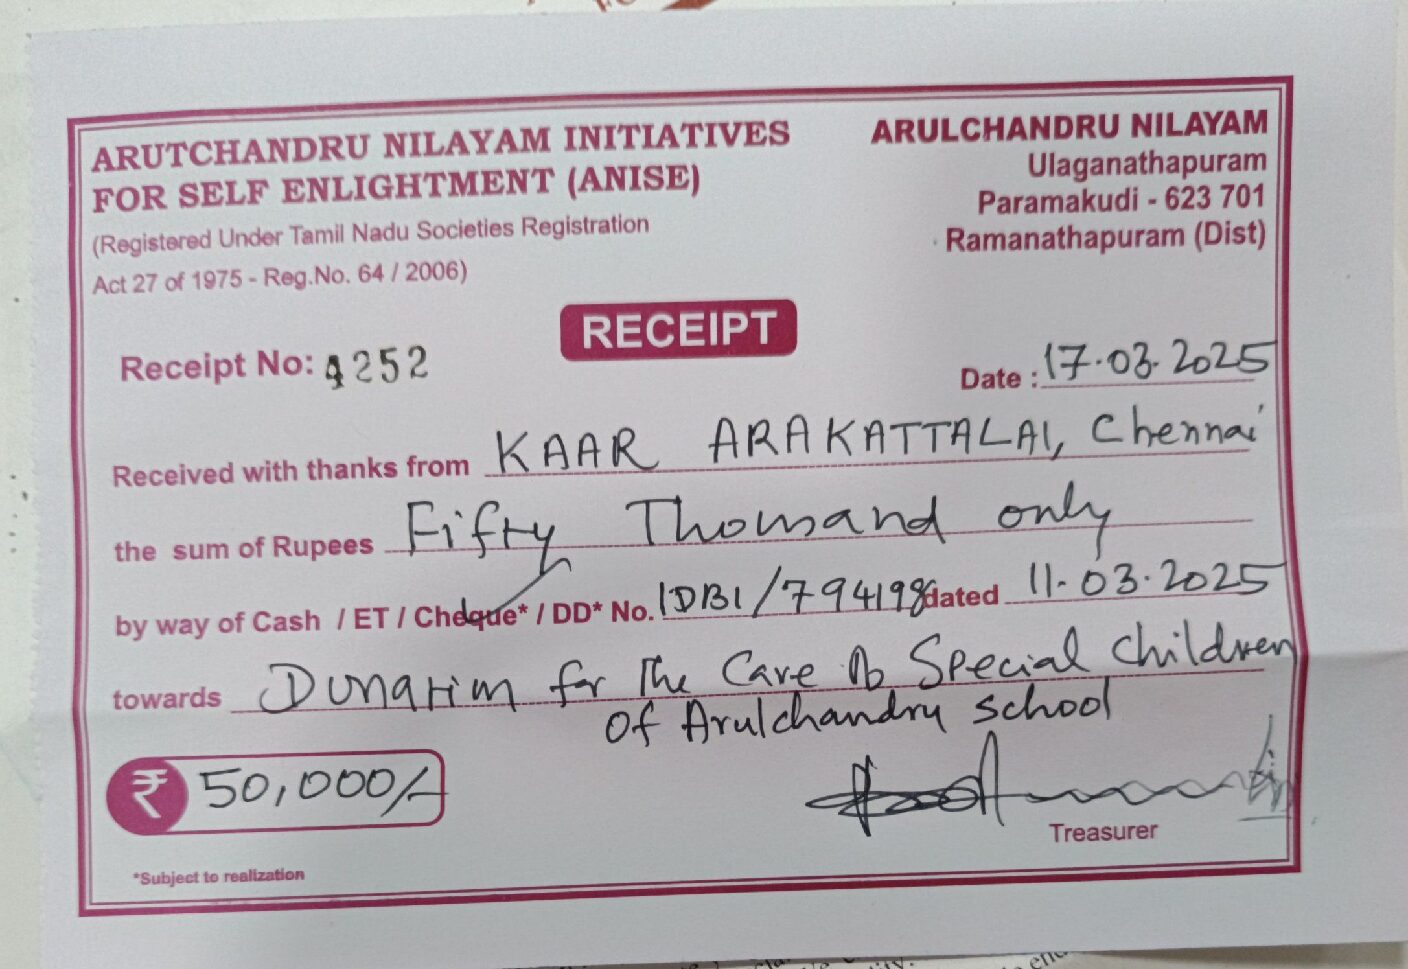 ARUTCHANDRU NILAYAM INITIATIVES
FOR SELF ENLIGHTMENT (ANISE)
(Registered Under Tamil Nadu Societies Registration
Act 27 of 1975 - Reg.No. 64 / 2006)
ARULCHANDRU NILAYAM
Ulaganathapuram
Paramakudi - 623 701
Ramanathapuram (Dist)
RECEIPT
Receipt No: 4252
Date : 17.03.2025
Received with thanks from KAAR ARAKATTALAI, Chennai
the sum of Rupees Fifty Thousand only
by way of Cash / ET / Cheque* / DD* No. IDBI/794198 dated 11.03.2025
towards Donation for The Care of Special Children
of Arulchandru School
₹ 50,000/-
Treasurer
*Subject to realization